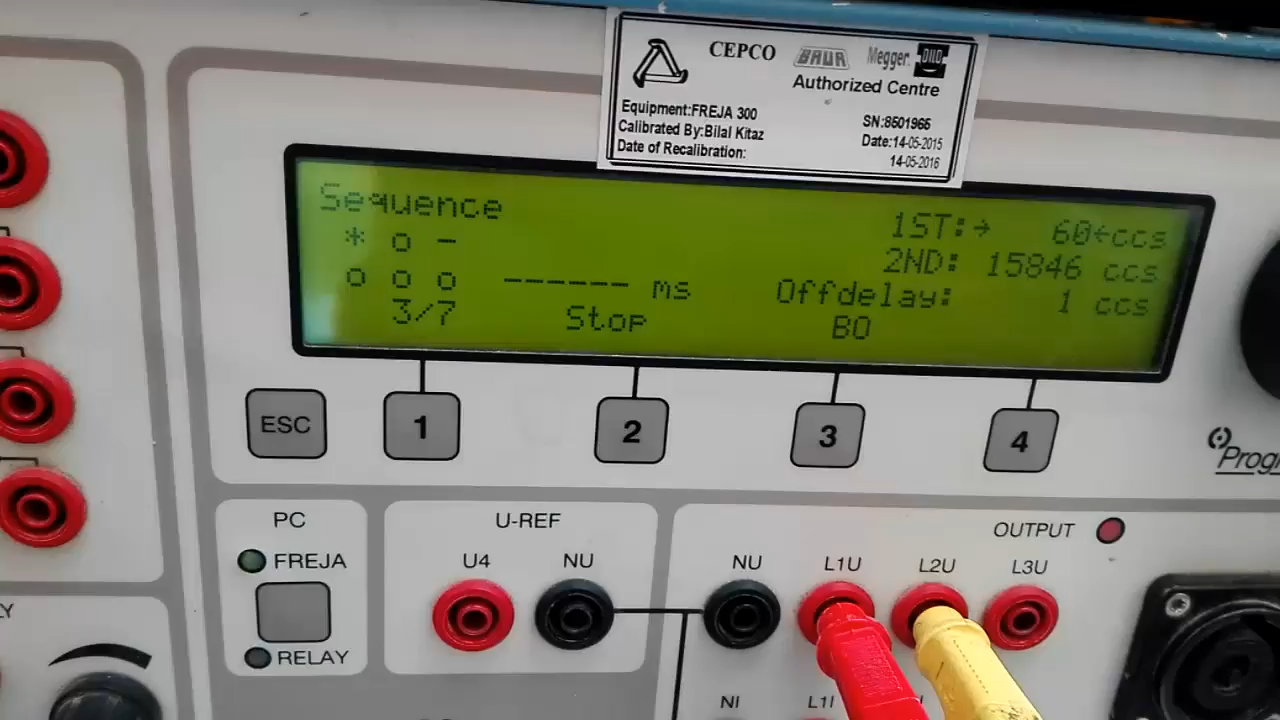 CEPCO BAUR Megger.
Authorized Centre
Equipment:FREJA 300
SN:8501965
Calibrated By:Bilal Kitaz
Date:14-05-2015
Date of Recalibration:
14-05-2016
Sequence
1ST:→ 60←ccs
* o -
2ND: 15846 ccs
o o o ------ ms Offdelay: 1 ccs
3/7 Stop BO
ESC 1 2 3 4
PC
U-REF
OUTPUT
FREJA
U4 NU NU L1U L2U L3U
RELAY
NI L1I